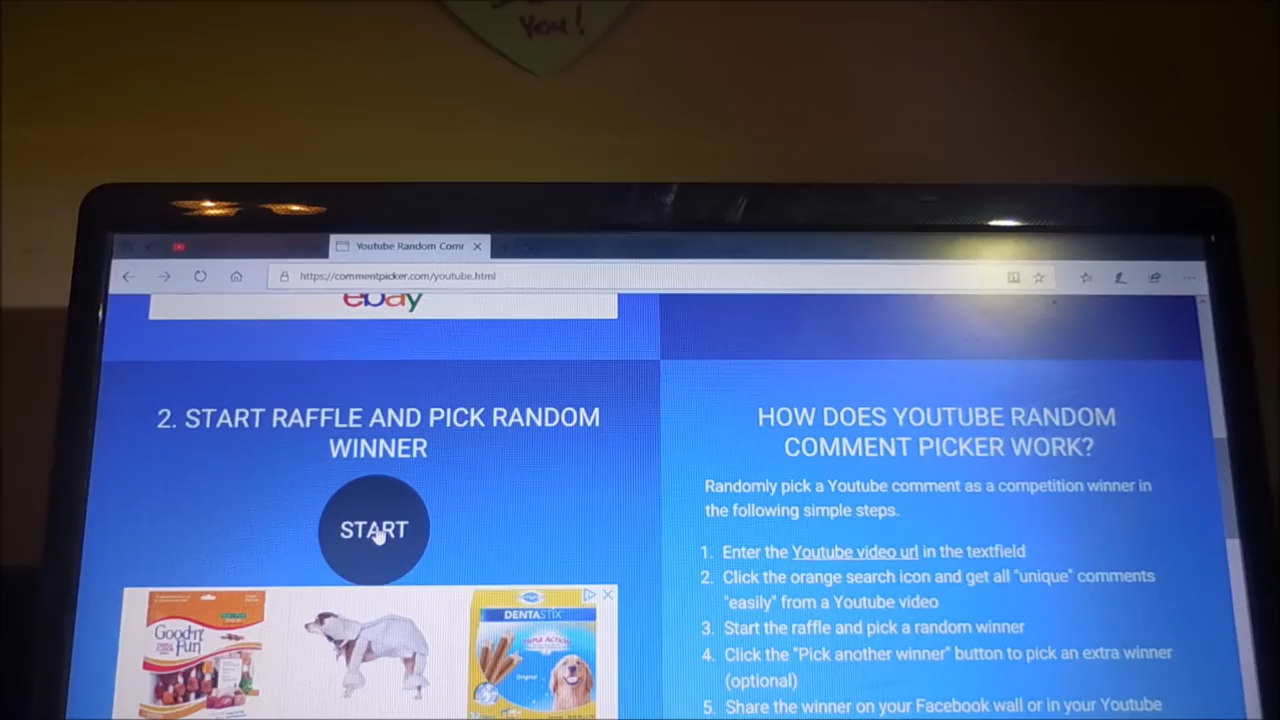 You!
Youtube Random Comr
https://commentpicker.com/youtube.html
ebay
2. START RAFFLE AND PICK RANDOM
WINNER
START
Good'n'
Fun
DENTASTIX
TRIPLE ACTION
Original
HOW DOES YOUTUBE RANDOM
COMMENT PICKER WORK?
Randomly pick a Youtube comment as a competition winner in
the following simple steps.
1. Enter the Youtube video url in the textfield
2. Click the orange search icon and get all "unique" comments
"easily" from a Youtube video
3. Start the raffle and pick a random winner
4. Click the "Pick another winner" button to pick an extra winner
(optional)
5. Share the winner on your Facebook wall or in your Youtube